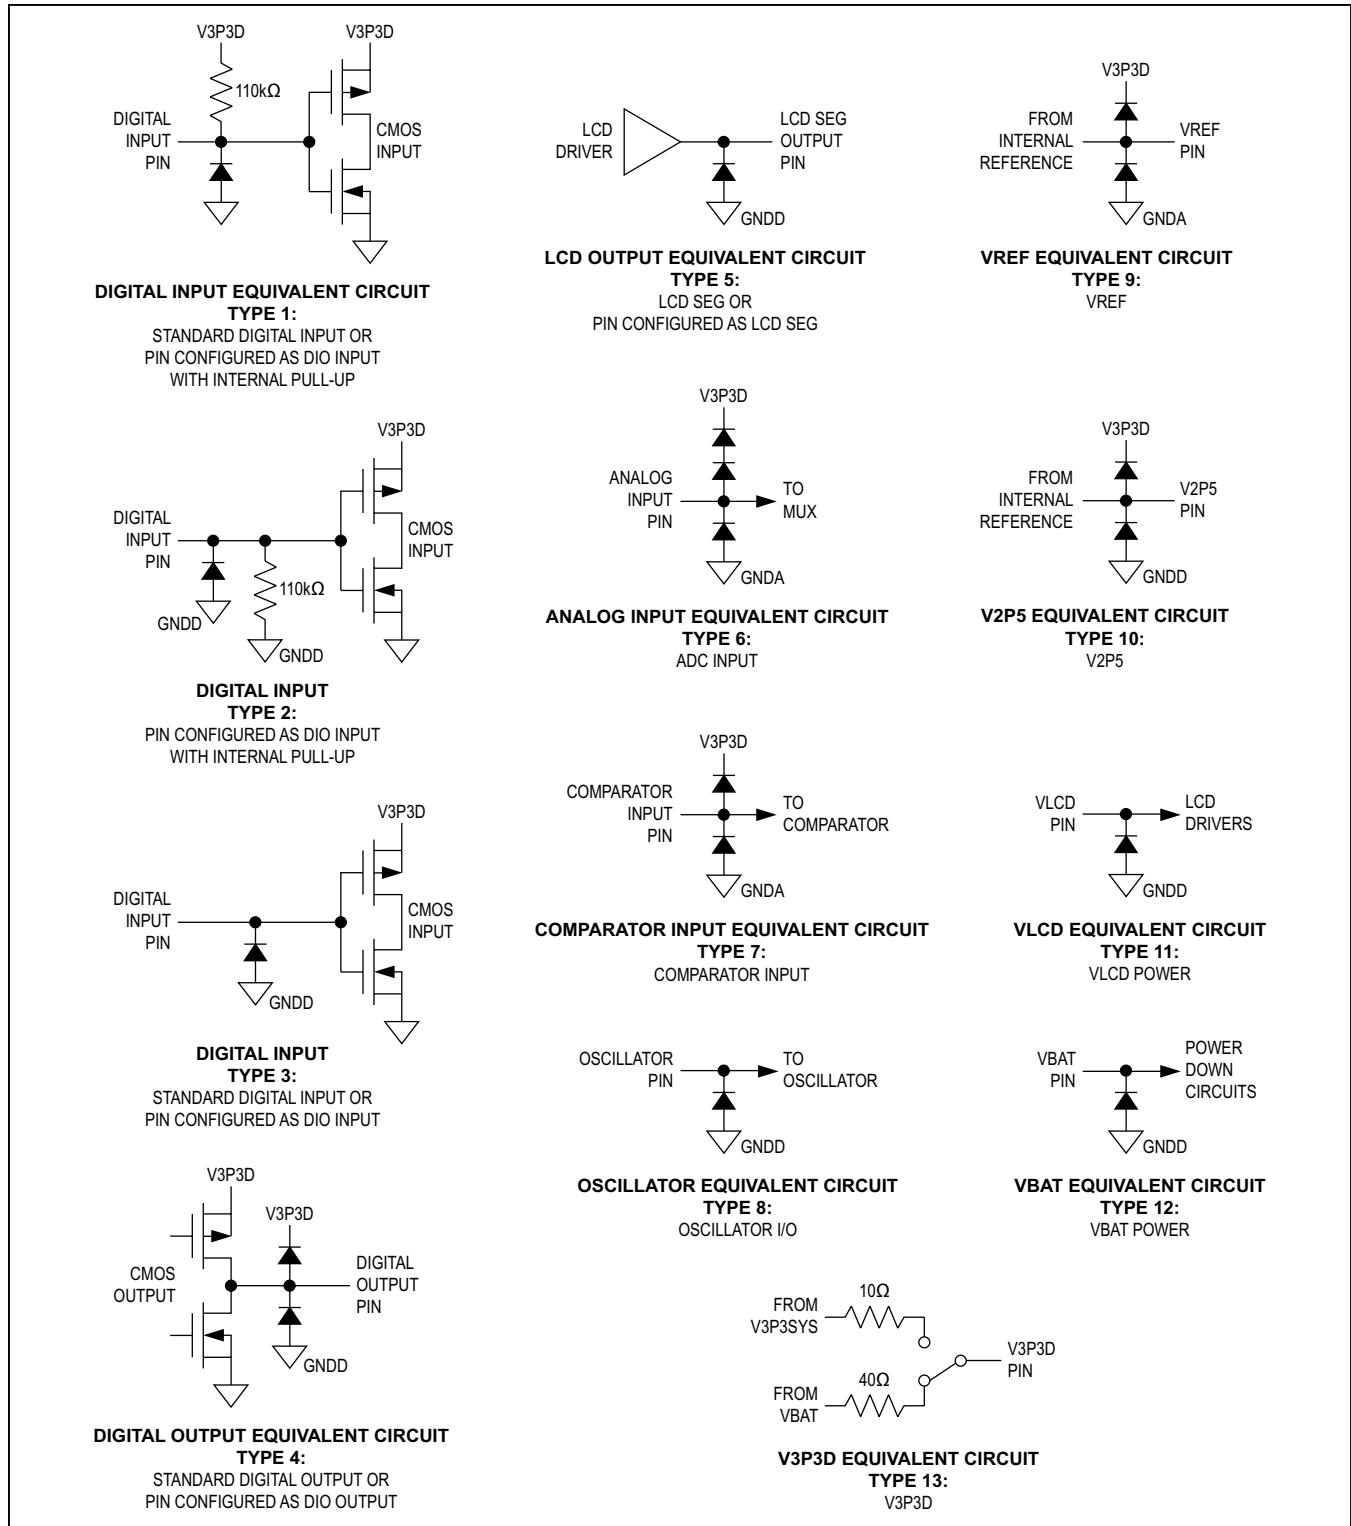 V3P3D
V3P3D
110kΩ
DIGITAL
INPUT
PIN
CMOS
INPUT
DIGITAL INPUT EQUIVALENT CIRCUIT
TYPE 1:
STANDARD DIGITAL INPUT OR
PIN CONFIGURED AS DIO INPUT
WITH INTERNAL PULL-UP
V3P3D
DIGITAL
INPUT
PIN
CMOS
INPUT
110kΩ
GNDD
GNDD
DIGITAL INPUT
TYPE 2:
PIN CONFIGURED AS DIO INPUT
WITH INTERNAL PULL-UP
V3P3D
DIGITAL
INPUT
PIN
CMOS
INPUT
GNDD
DIGITAL INPUT
TYPE 3:
STANDARD DIGITAL INPUT OR
PIN CONFIGURED AS DIO INPUT
V3P3D
V3P3D
CMOS
OUTPUT
DIGITAL
OUTPUT
PIN
GNDD
DIGITAL OUTPUT EQUIVALENT CIRCUIT
TYPE 4:
STANDARD DIGITAL OUTPUT OR
PIN CONFIGURED AS DIO OUTPUT
LCD
DRIVER
LCD SEG
OUTPUT
PIN
GNDD
LCD OUTPUT EQUIVALENT CIRCUIT
TYPE 5:
LCD SEG OR
PIN CONFIGURED AS LCD SEG
V3P3D
ANALOG
INPUT
PIN
TO
MUX
GNDA
ANALOG INPUT EQUIVALENT CIRCUIT
TYPE 6:
ADC INPUT
V3P3D
COMPARATOR
INPUT
PIN
TO
COMPARATOR
GNDA
COMPARATOR INPUT EQUIVALENT CIRCUIT
TYPE 7:
COMPARATOR INPUT
OSCILLATOR
PIN
TO
OSCILLATOR
GNDD
OSCILLATOR EQUIVALENT CIRCUIT
TYPE 8:
OSCILLATOR I/O
V3P3D
FROM
INTERNAL
REFERENCE
VREF
PIN
GNDA
VREF EQUIVALENT CIRCUIT
TYPE 9:
VREF
V3P3D
FROM
INTERNAL
REFERENCE
V2P5
PIN
GNDD
V2P5 EQUIVALENT CIRCUIT
TYPE 10:
V2P5
VLCD
PIN
LCD
DRIVERS
GNDD
VLCD EQUIVALENT CIRCUIT
TYPE 11:
VLCD POWER
VBAT
PIN
POWER
DOWN
CIRCUITS
GNDD
VBAT EQUIVALENT CIRCUIT
TYPE 12:
VBAT POWER
10Ω
FROM
V3P3SYS
V3P3D
PIN
40Ω
FROM
VBAT
V3P3D EQUIVALENT CIRCUIT
TYPE 13:
V3P3D